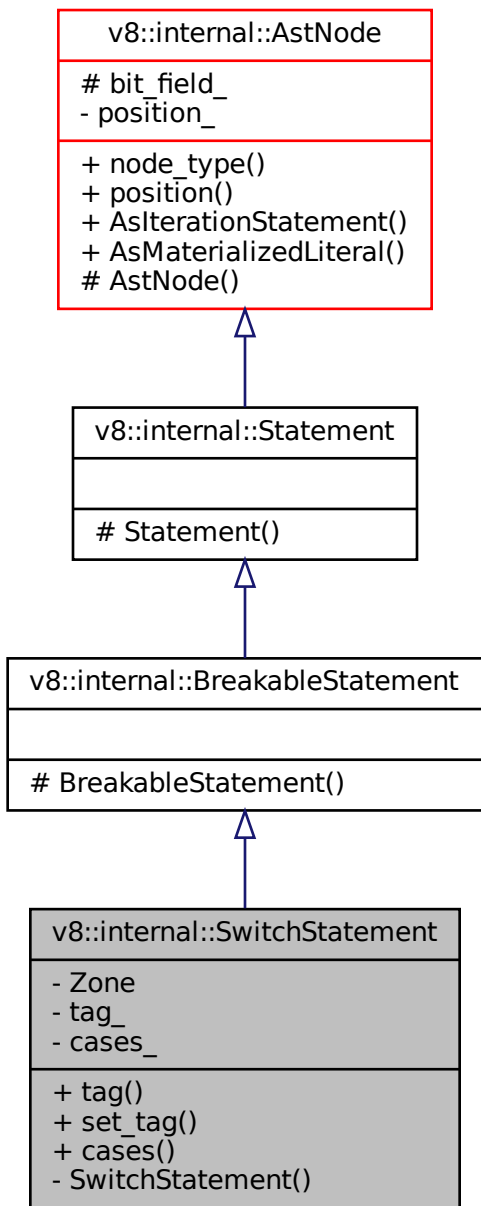 v8::internal::AstNode
# bit_field_
- position_
+ node_type()
+ position()
+ AsIterationStatement()
+ AsMaterializedLiteral()
# AstNode()
v8::internal::Statement
# Statement()
v8::internal::BreakableStatement
# BreakableStatement()
v8::internal::SwitchStatement
- Zone
- tag_
- cases_
+ tag()
+ set_tag()
+ cases()
- SwitchStatement()